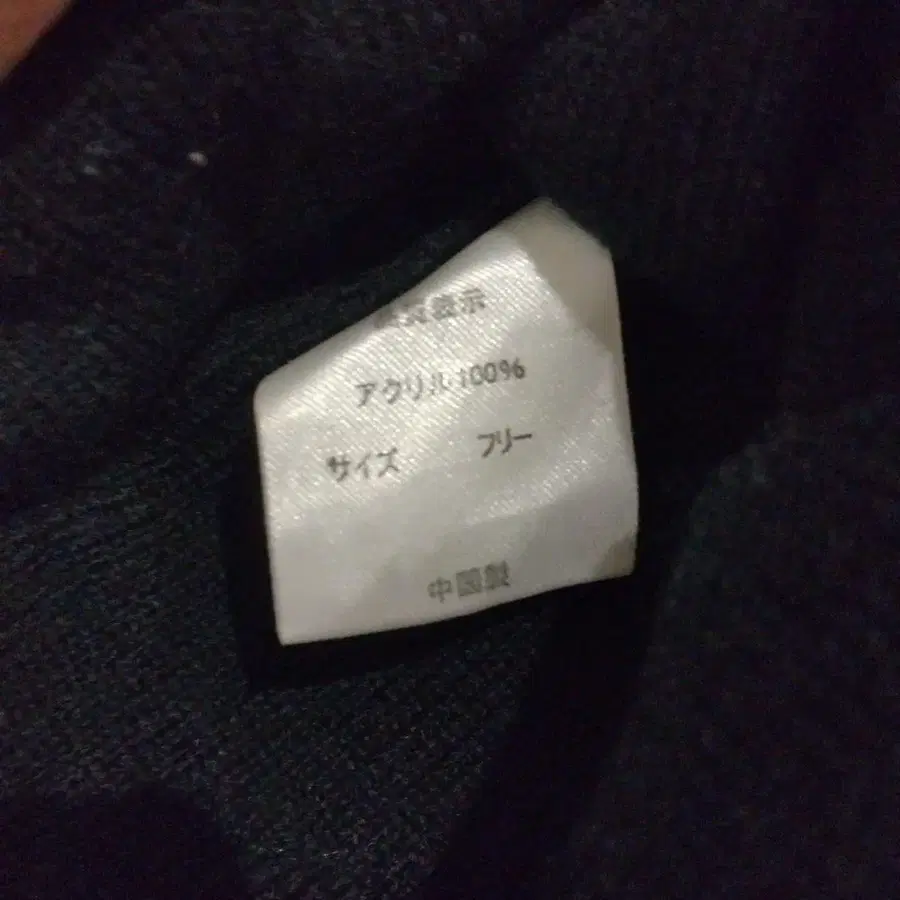 品質表示
アクリル100%
サイズ フリー
中国製